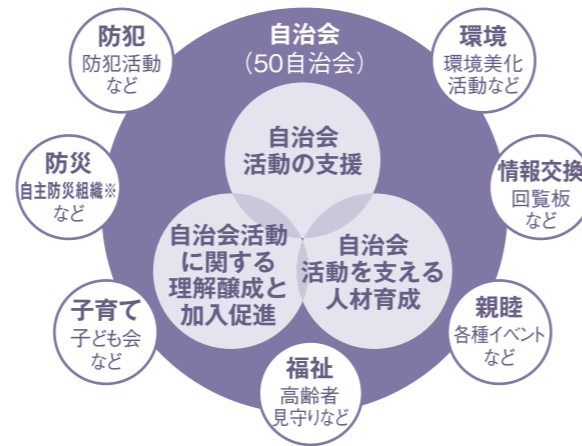 自治会
(50自治会)
防犯
防犯活動
など
環境
環境美化
活動など
防災
自主防災組織※
など
情報交換
回覧板
など
自治会
活動の支援
自治会活動
に関する
理解醸成と
加入促進
自治会
活動を支える
人材育成
子育て
子ども会
など
親睦
各種イベント
など
福祉
高齢者
見守りなど